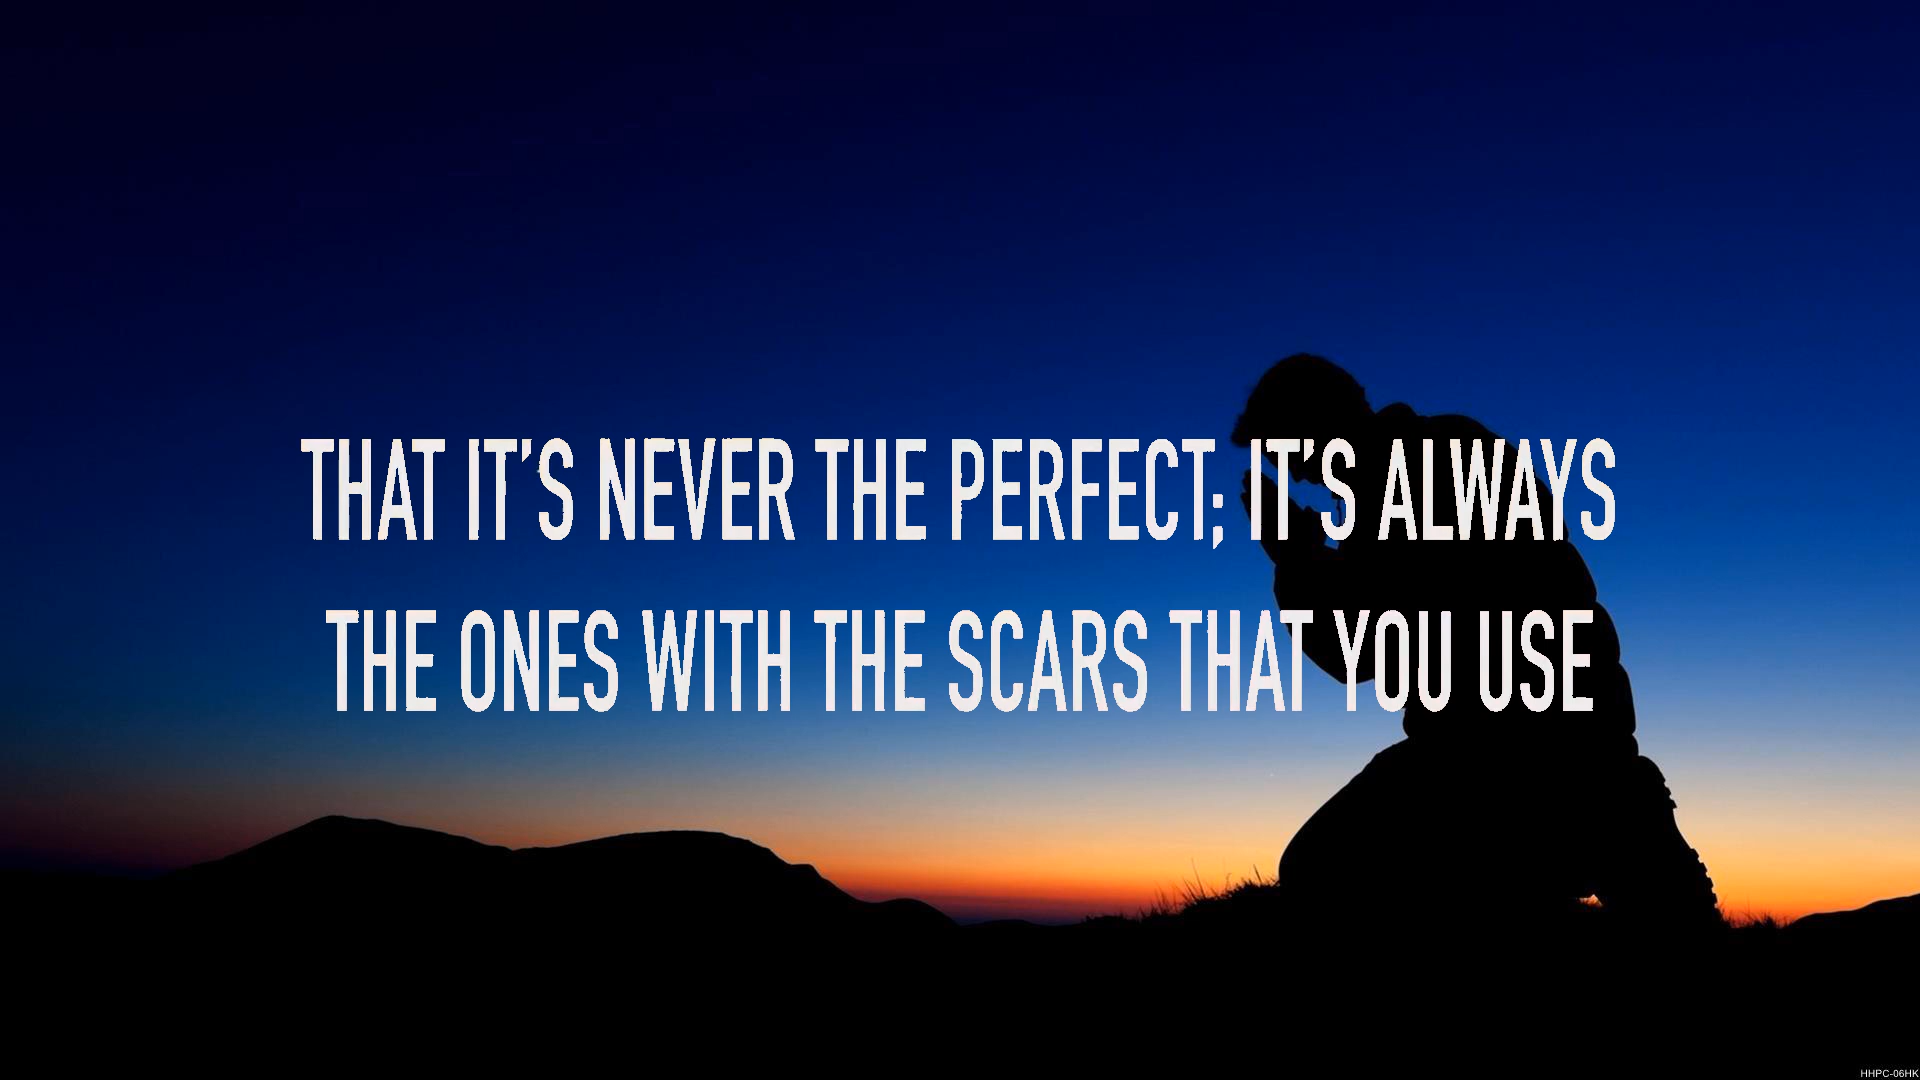 THAT IT'S NEVER THE PERFECT; IT'S ALWAYS
THE ONES WITH THE SCARS THAT YOU USE
HHPC-06HK